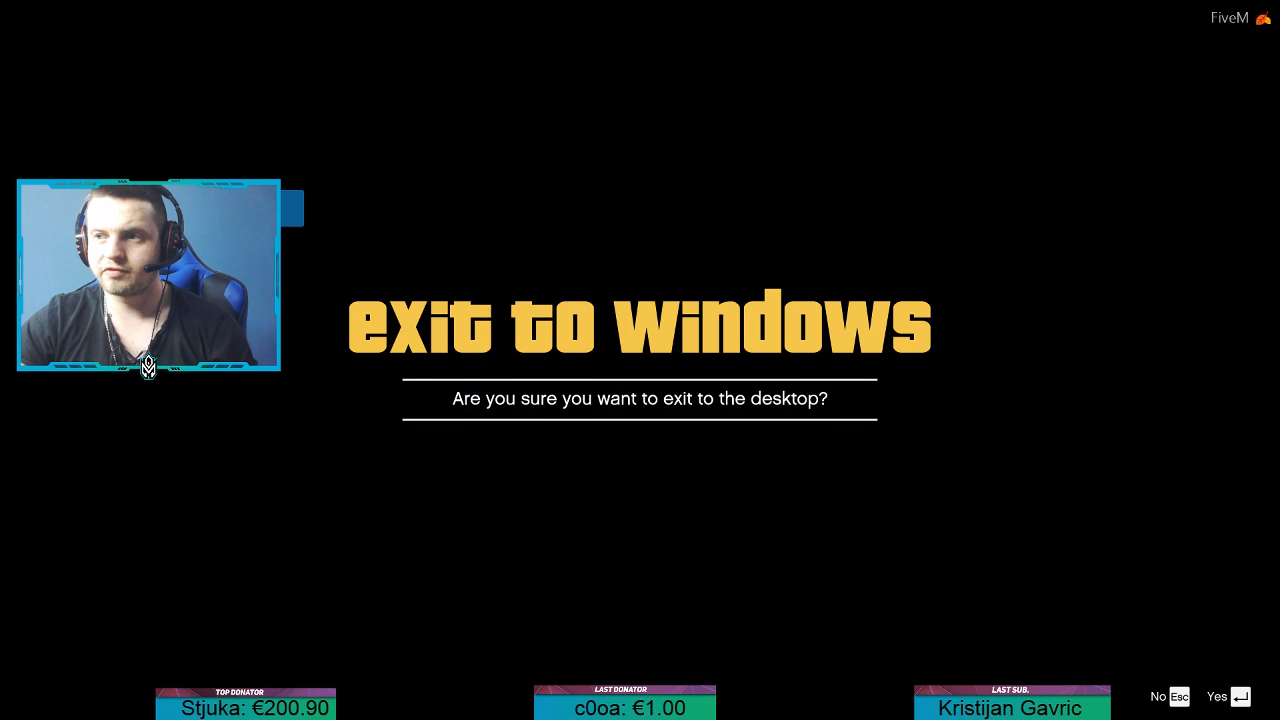 FiveM
exit to windows
Are you sure you want to exit to the desktop?
No Esc Yes
TOP DONATOR
Stjuka: €200.90
LAST DONATOR
c0oa: €1.00
LAST SUB.
Kristijan Gavric